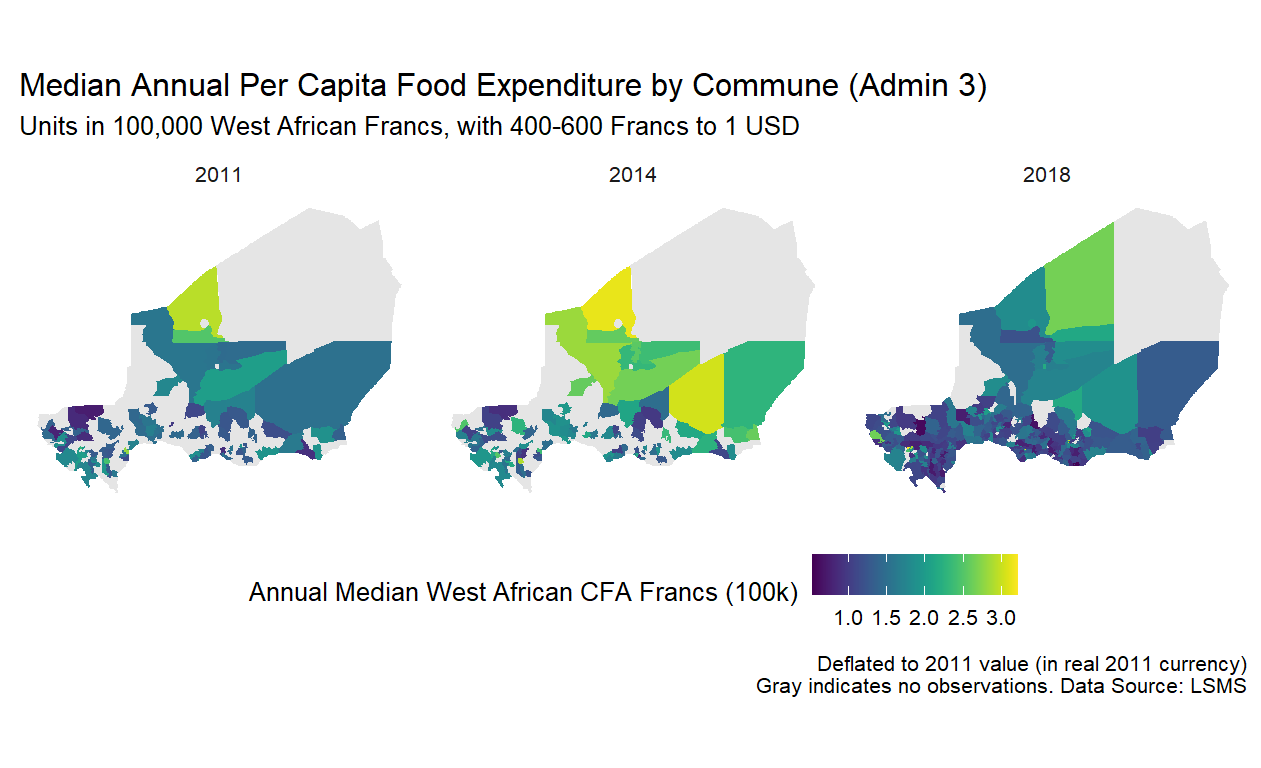 Median Annual Per Capita Food Expenditure by Commune (Admin 3)
Units in 100,000 West African Francs, with 400-600 Francs to 1 USD
2011 2014 2018
Annual Median West African CFA Francs (100k)
1.0 1.5 2.0 2.5 3.0
Deflated to 2011 value (in real 2011 currency)
Gray indicates no observations. Data Source: LSMS